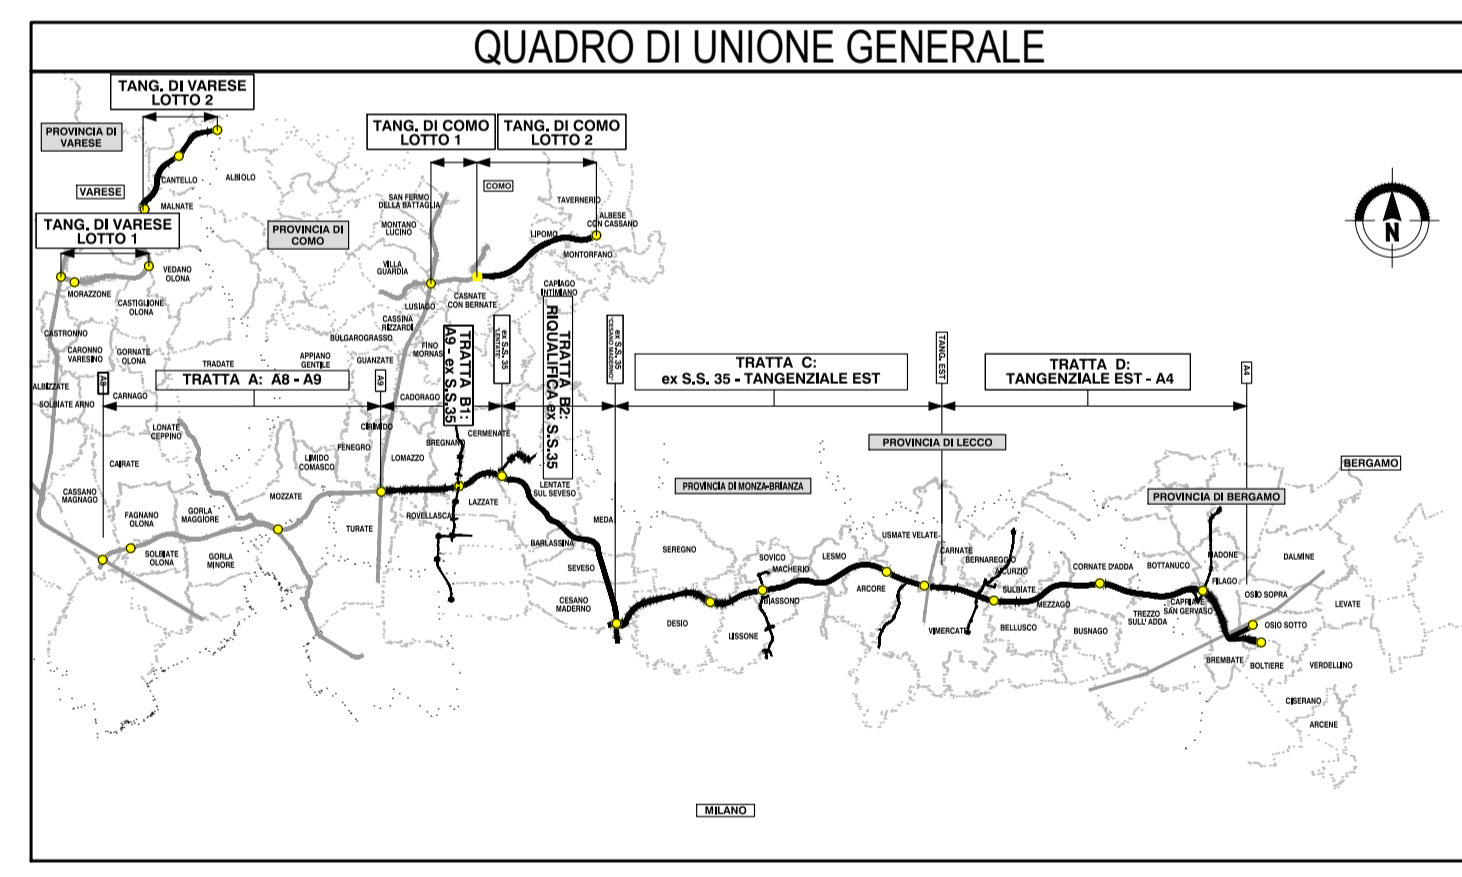 QUADRO DI UNIONE GENERALE
TANG. DI VARESE
LOTTO 2
PROVINCIA DI
VARESE
VARESE
CANTELLO
ALBIOLO
MALNATE
TANG. DI VARESE
LOTTO 1
PROVINCIA DI
COMO
TANG. DI COMO
LOTTO 1
TANG. DI COMO
LOTTO 2
COMO
SAN FERMO
DELLA BATTAGLIA
MONTANO
LUCINO
VILLA
GUARDIA
TAVERNERIO
ALBESE
CON CASSANO
LIPOMO
MONTORFANO
CAPIAGO
INTIMIANO
N
VEDANO
OLONA
MORAZZONE
CASTIGLIONE
OLONA
LUSIAGO
CASNATE
CON BERNATE
CASSINA
RIZZARDI
CASTRONNO
BULGAROGRASSO
CARONNO
VARESINO
GORNATE
OLONA
TRADATE
APPIANO
GENTILE
GUANZATE
FINO
MORNAS
ALBIZZATE
SOLBIATE ARNO
CARNAGO
CADORAGO
A8
TRATTA A: A8 - A9
A9
TRATTA B1:
A9 - ex S.S.35
ex S.S. 35
"LENTATE"
TRATTA B2:
RIQUALIFICA ex S.S.35
ex S.S. 35
"CESANO MADERNO"
TRATTA C:
ex S.S. 35 - TANGENZIALE EST
TANG. EST
TRATTA D:
TANGENZIALE EST - A4
A4
LONATE
CEPPINO
CIRIMIDO
FENEGRO
BREGNANO
CERMENATE
PROVINCIA DI LECCO
CAIRATE
LIMIDO
COMASCO
LOMAZZO
BERGAMO
CASSANO
MAGNAGO
MOZZATE
LAZZATE
LENTATE
SUL SEVESO
PROVINCIA DI MONZA-BRIANZA
PROVINCIA DI BERGAMO
FAGNANO
OLONA
GORLA
MAGGIORE
TURATE
ROVELLASCA
MEDA
SOLBIATE
OLONA
GORLA
MINORE
BARLASSINA
SEVESO
SEREGNO
SOVICO
MACHERIO
LESMO
USMATE VELATE
CARNATE
BERNAREGGIO
AICURZIO
CORNATE D'ADDA
BOTTANUCO
MADONE
DALMINE
FILAGO
CESANO
MADERNO
DESIO
BIASSONO
LISSONE
ARCORE
SULBIATE
MEZZAGO
VIMERCATE
BELLUSCO
BUSNAGO
TREZZO
SULL' ADDA
CAPRIATE
SAN GERVASO
OSIO SOPRA
LEVATE
OSIO SOTTO
BREMBATE
BOLTIERE
VERDELLINO
CISERANO
ARCENE
MILANO